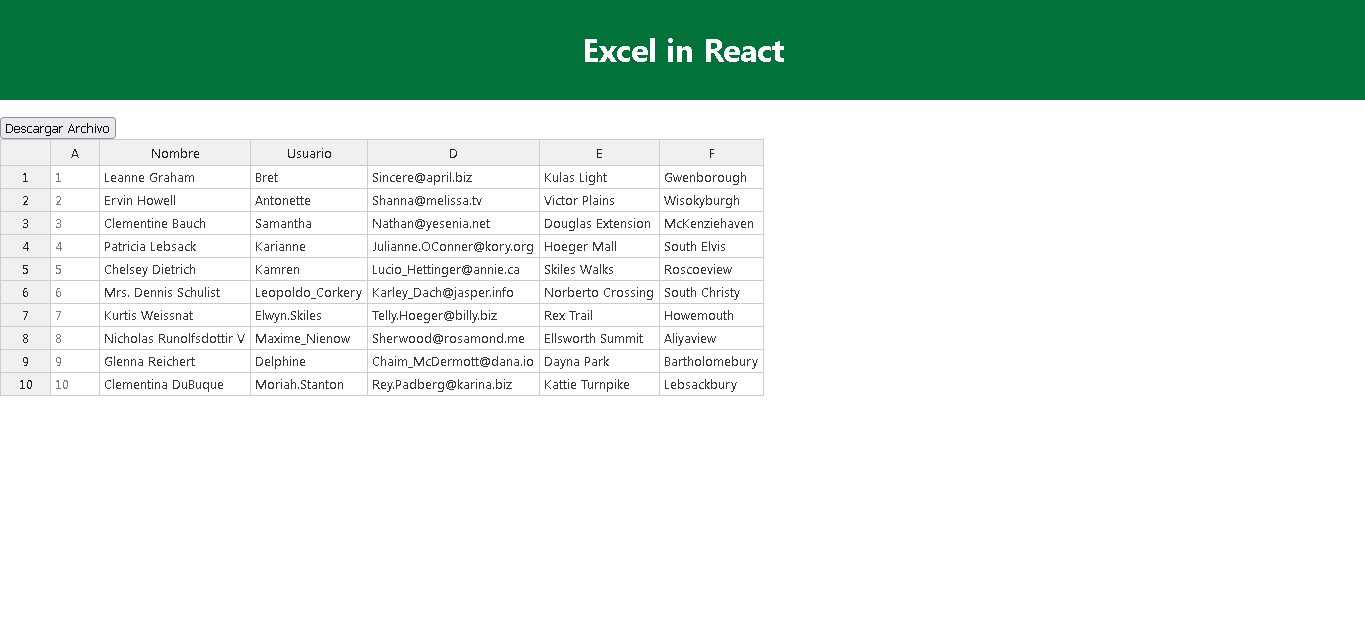 Excel in React
Descargar Archivo
A Nombre Usuario D E F
1 1 Leanne Graham Bret Sincere@april.biz Kulas Light Gwenborough
2 2 Ervin Howell Antonette Shanna@melissa.tv Victor Plains Wisokyburgh
3 3 Clementine Bauch Samantha Nathan@yesenia.net Douglas Extension McKenziehaven
4 4 Patricia Lebsack Karianne Julianne.OConner@kory.org Hoeger Mall South Elvis
5 5 Chelsey Dietrich Kamren Lucio_Hettinger@annie.ca Skiles Walks Roscoeview
6 6 Mrs. Dennis Schulist Leopoldo_Corkery Karley_Dach@jasper.info Norberto Crossing South Christy
7 7 Kurtis Weissnat Elwyn.Skiles Telly.Hoeger@billy.biz Rex Trail Howemouth
8 8 Nicholas Runolfsdottir V Maxime_Nienow Sherwood@rosamond.me Ellsworth Summit Aliyaview
9 9 Glenna Reichert Delphine Chaim_McDermott@dana.io Dayna Park Bartholomebury
10 10 Clementina DuBuque Moriah.Stanton Rey.Padberg@karina.biz Kattie Turnpike Lebsackbury